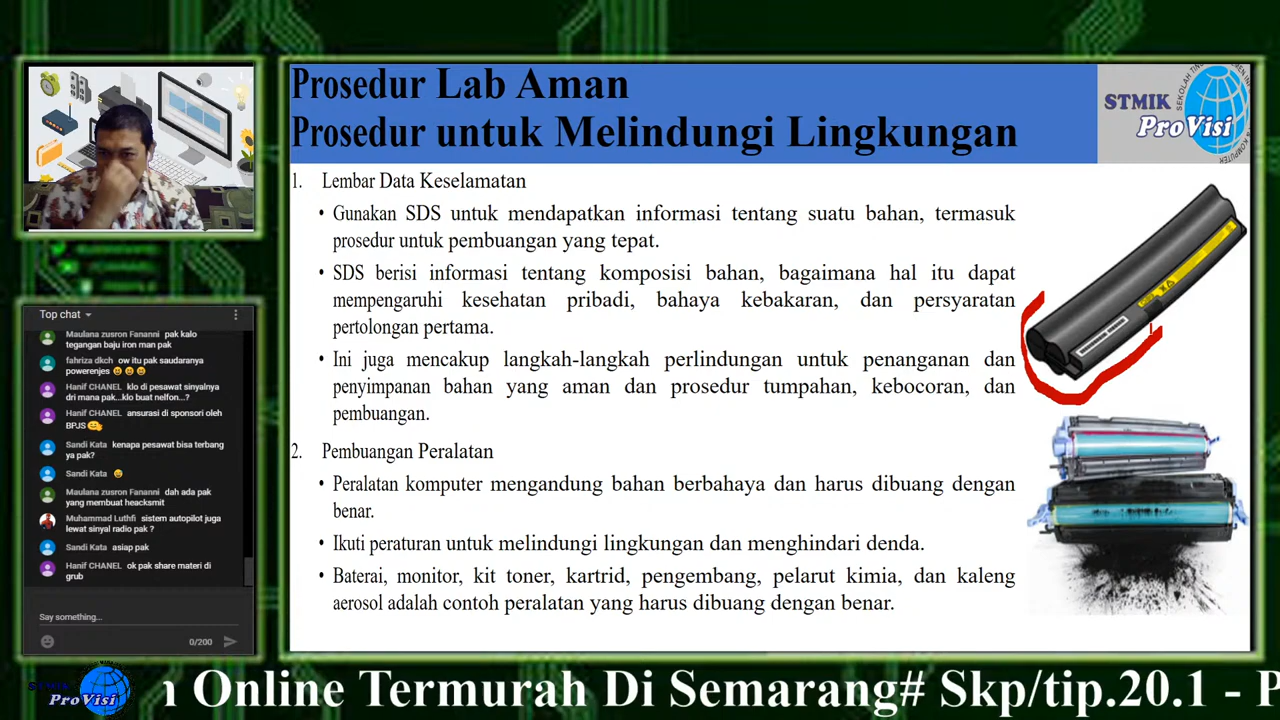 Prosedur Lab Aman
Prosedur untuk Melindungi Lingkungan
STMIK
ProVisi
1. Lembar Data Keselamatan
• Gunakan SDS untuk mendapatkan informasi tentang suatu bahan, termasuk
prosedur untuk pembuangan yang tepat.
• SDS berisi informasi tentang komposisi bahan, bagaimana hal itu dapat
mempengaruhi kesehatan pribadi, bahaya kebakaran, dan persyaratan
pertolongan pertama.
• Ini juga mencakup langkah-langkah perlindungan untuk penanganan dan
penyimpanan bahan yang aman dan prosedur tumpahan, kebocoran, dan
pembuangan.
2. Pembuangan Peralatan
• Peralatan komputer mengandung bahan berbahaya dan harus dibuang dengan
benar.
• Ikuti peraturan untuk melindungi lingkungan dan menghindari denda.
• Baterai, monitor, kit toner, kartrid, pengembang, pelarut kimia, dan kaleng
aerosol adalah contoh peralatan yang harus dibuang dengan benar.
Top chat
Maulana zusron Fananni pak kalo
tegangan baju iron man pak
fahriza dkch ow itu pak saudaranya
powerenjes
Hanif CHANEL klo di pesawat sinyalnya
dri mana pak...klo buat nelfon...?
Hanif CHANEL ansurasi di sponsori oleh
BPJS
Sandi Kata kenapa pesawat bisa terbang
ya pak?
Sandi Kata
Maulana zusron Fananni dah ada pak
yang membuat heacksmit
Muhammad Luthfi sistem autopilot juga
lewat sinyal radio pak ?
Sandi Kata asiap pak
Hanif CHANEL ok pak share materi di
grub
Say something...
0/200
STMIK
ProVisi
n Online Termurah Di Semarang# Skp/tip.20.1 - P